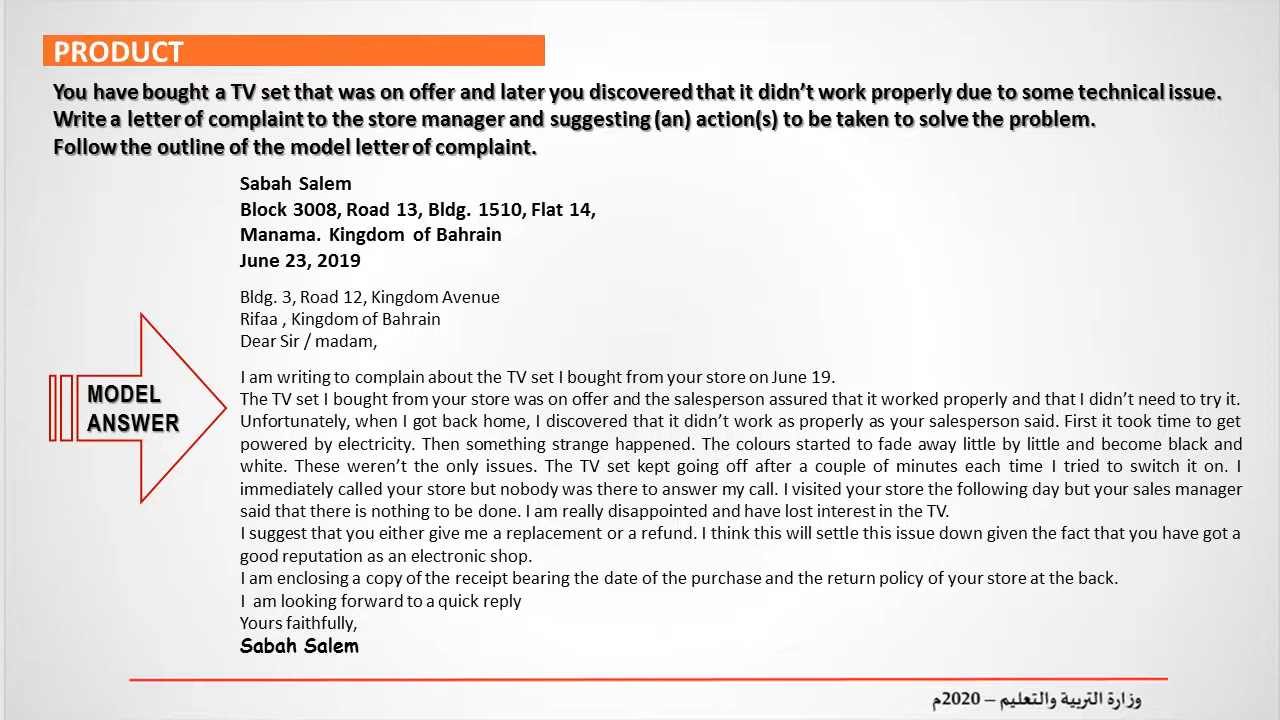 PRODUCT
You have bought a TV set that was on offer and later you discovered that it didn't work properly due to some technical issue.
Write a letter of complaint to the store manager and suggesting (an) action(s) to be taken to solve the problem.
Follow the outline of the model letter of complaint.
Sabah Salem
Block 3008, Road 13, Bldg. 1510, Flat 14,
Manama. Kingdom of Bahrain
June 23, 2019
Bldg. 3, Road 12, Kingdom Avenue
Rifaa , Kingdom of Bahrain
Dear Sir / madam,
MODEL
ANSWER
I am writing to complain about the TV set I bought from your store on June 19.
The TV set I bought from your store was on offer and the salesperson assured that it worked properly and that I didn't need to try it.
Unfortunately, when I got back home, I discovered that it didn't work as properly as your salesperson said. First it took time to get
powered by electricity. Then something strange happened. The colours started to fade away little by little and become black and
white. These weren't the only issues. The TV set kept going off after a couple of minutes each time I tried to switch it on. I
immediately called your store but nobody was there to answer my call. I visited your store the following day but your sales manager
said that there is nothing to be done. I am really disappointed and have lost interest in the TV.
I suggest that you either give me a replacement or a refund. I think this will settle this issue down given the fact that you have got a
good reputation as an electronic shop.
I am enclosing a copy of the receipt bearing the date of the purchase and the return policy of your store at the back.
I am looking forward to a quick reply
Yours faithfully,
Sabah Salem
وزارة التربية والتعليم – 2020م